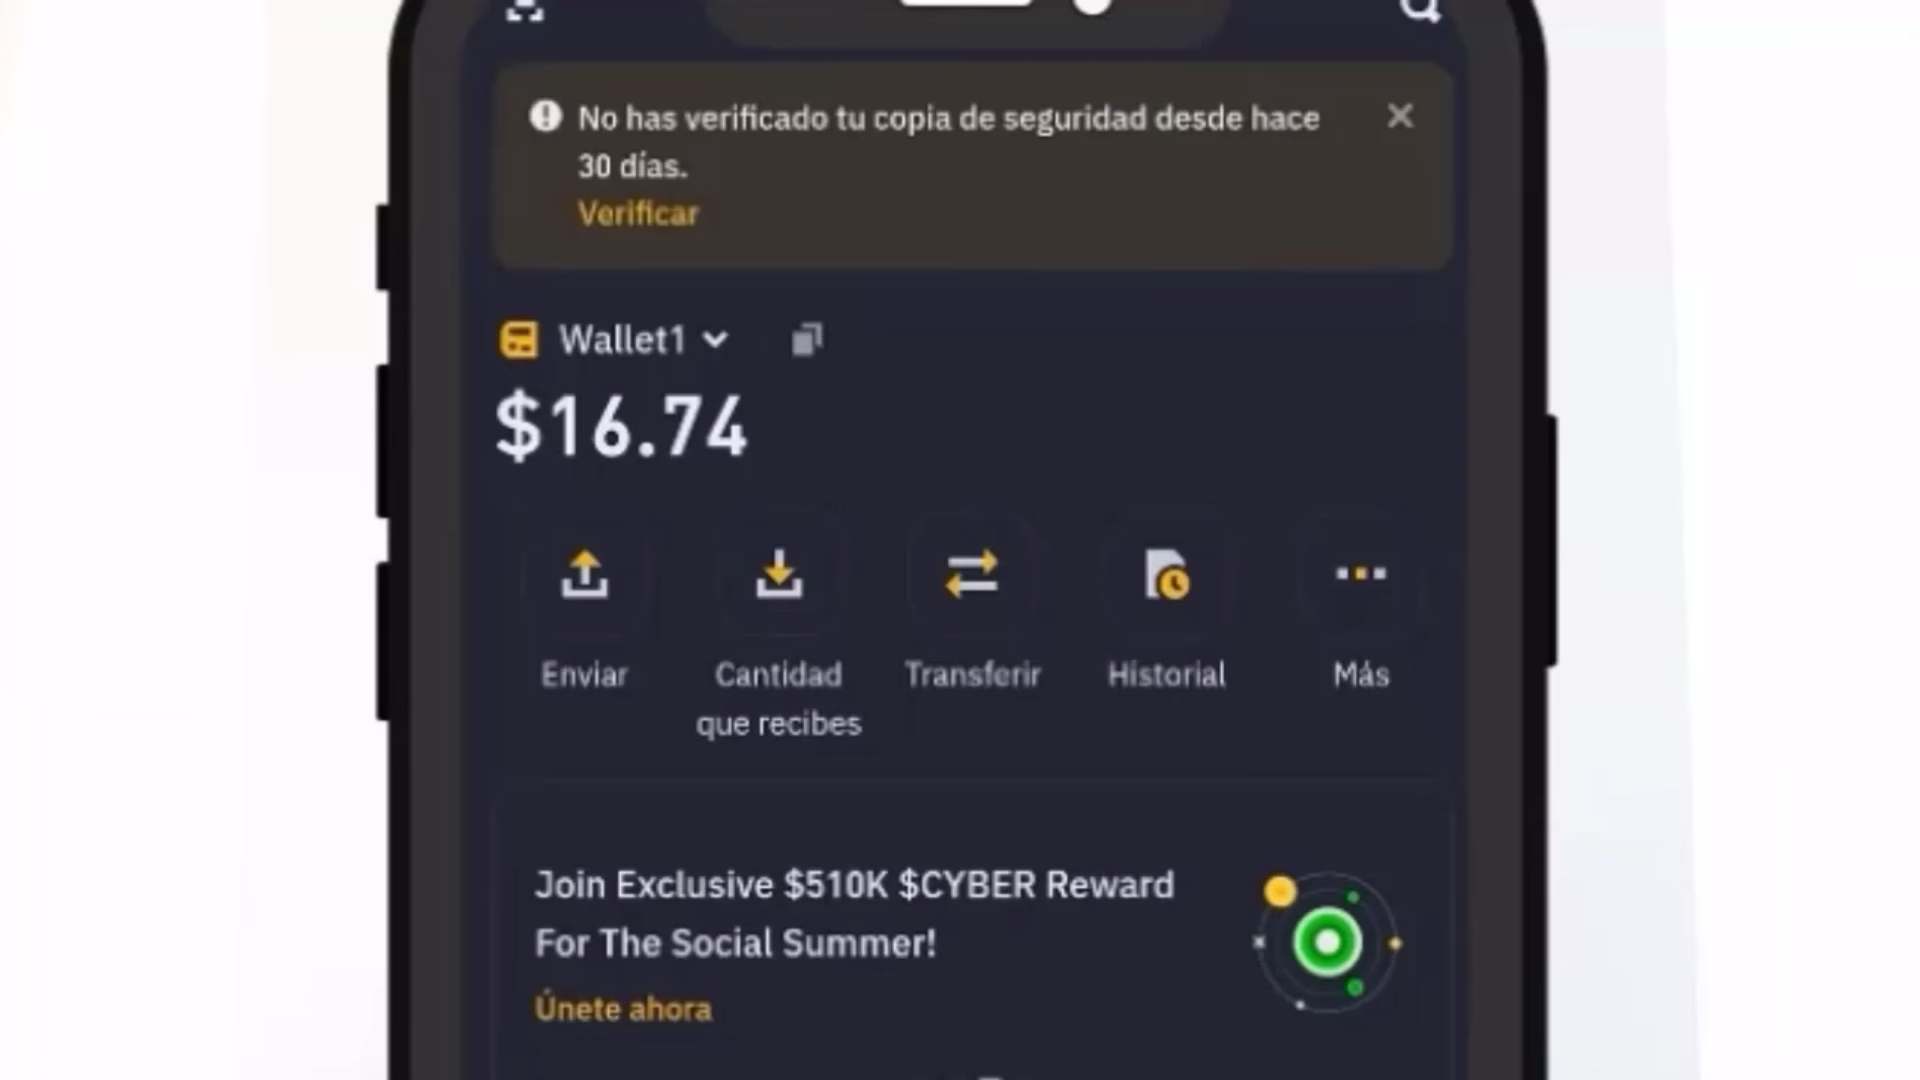 No has verificado tu copia de seguridad desde hace
30 días.
Verificar
Wallet1
$16.74
Enviar
Cantidad
que recibes
Transferir
Historial
Más
Join Exclusive $510K $CYBER Reward
For The Social Summer!
Únete ahora